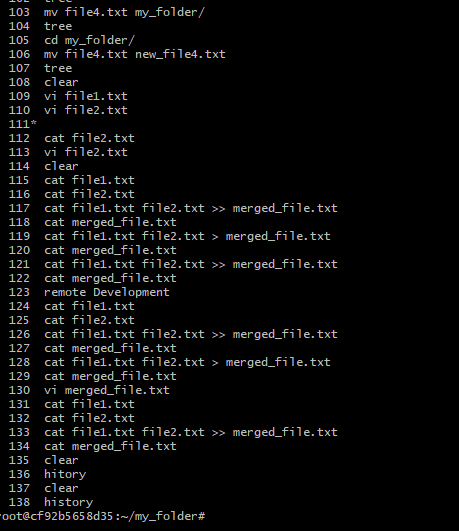 102  tree
103  mv file4.txt my_folder/
104  tree
105  cd my_folder/
106  mv file4.txt new_file4.txt
107  tree
108  clear
109  vi file1.txt
110  vi file2.txt
111*
112  cat file2.txt
113  vi file2.txt
114  clear
115  cat file1.txt
116  cat file2.txt
117  cat file1.txt file2.txt >> merged_file.txt
118  cat merged_file.txt
119  cat file1.txt file2.txt > merged_file.txt
120  cat merged_file.txt
121  cat file1.txt file2.txt >> merged_file.txt
122  cat merged_file.txt
123  remote Development
124  cat file1.txt
125  cat file2.txt
126  cat file1.txt file2.txt >> merged_file.txt
127  cat merged_file.txt
128  cat file1.txt file2.txt > merged_file.txt
129  cat merged_file.txt
130  vi merged_file.txt
131  cat file1.txt
132  cat file2.txt
133  cat file1.txt file2.txt >> merged_file.txt
134  cat merged_file.txt
135  clear
136  hitory
137  clear
138  history
root@cf92b5658d35:~/my_folder#